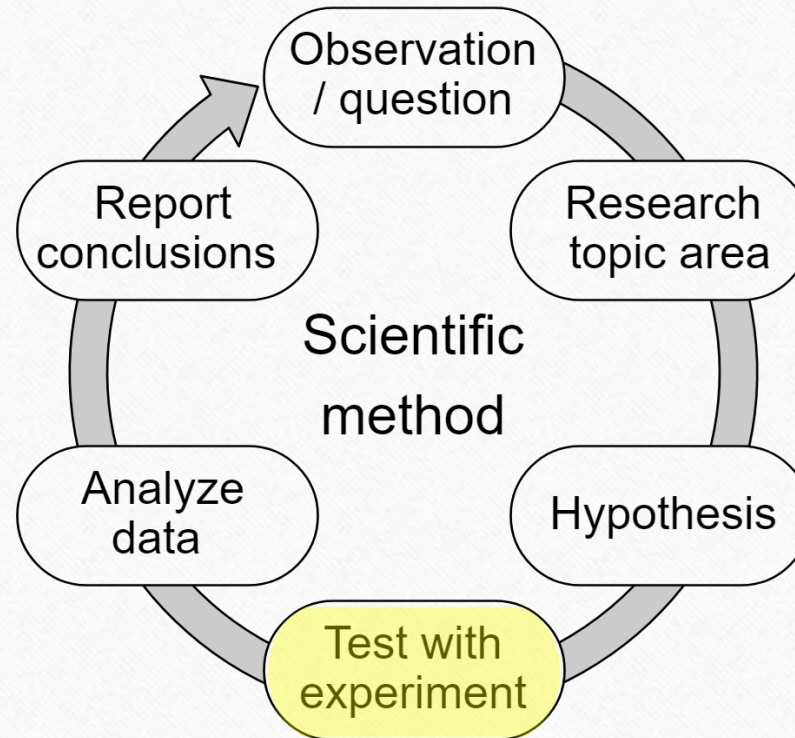 Observation
/ question
Research
topic area
Hypothesis
Test with
experiment
Analyze
data
Report
conclusions
Scientific
method